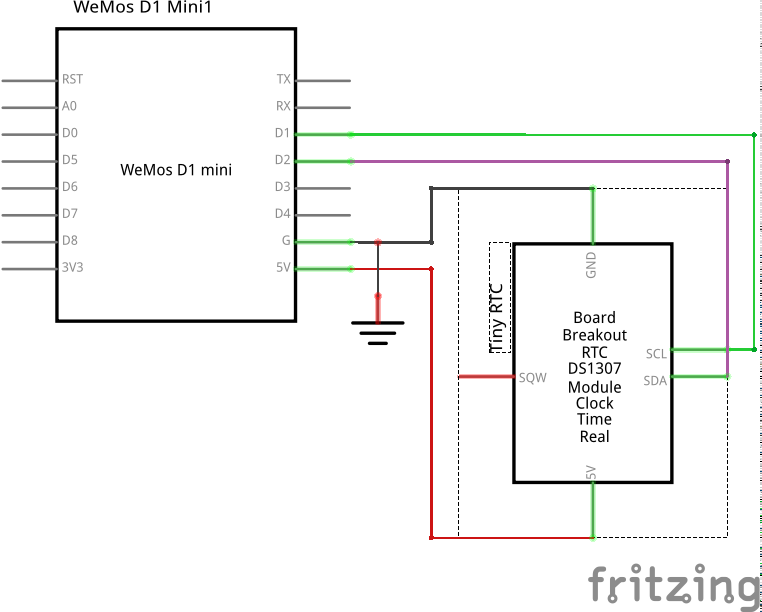 WeMos D1 Mini1
RST
A0
D0
D5
D6
D7
D8
3V3
WeMos D1 mini
TX
RX
D1
D2
D3
D4
G
5V
Tiny RTC
GND
SQW
Board
Breakout
RTC
DS1307
Module
Clock
Time
Real
SCL
SDA
5V
fritzing